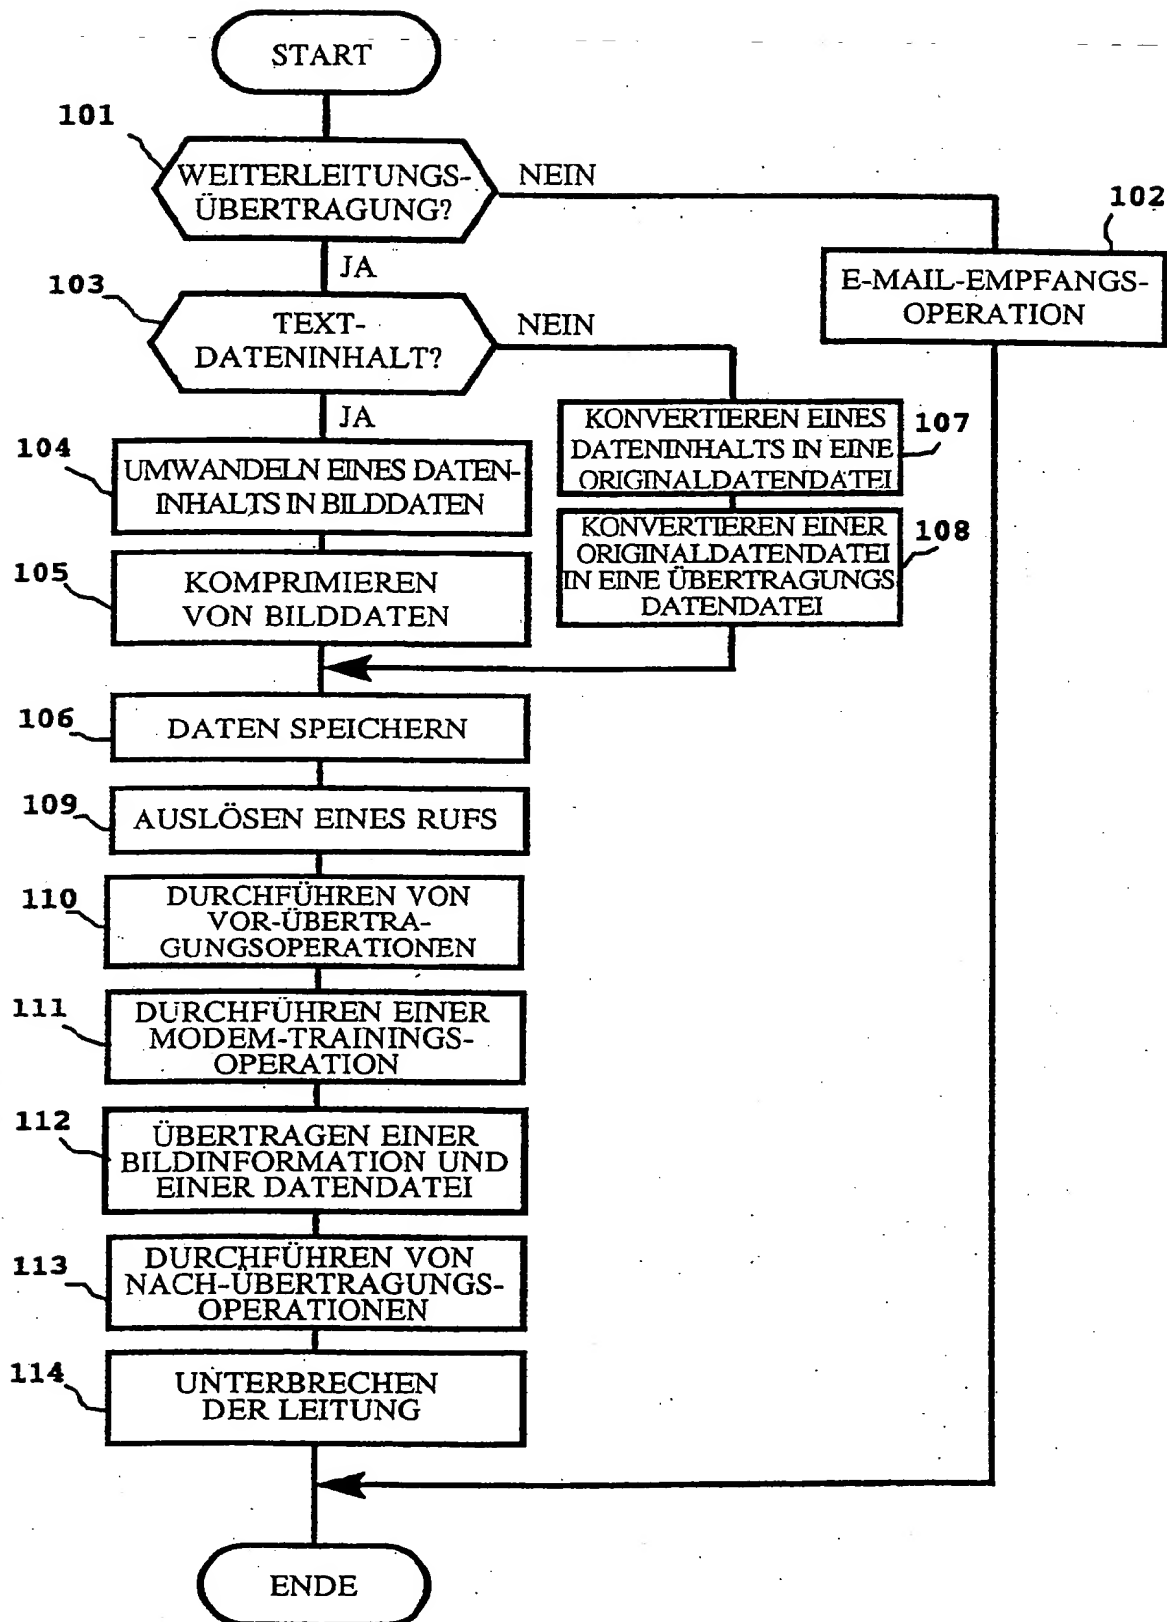 START
101
WEITERLEITUNGS-
ÜBERTRAGUNG?
NEIN
JA
102
E-MAIL-EMPFANGS-
OPERATION
103
TEXT-
DATENINHALT?
NEIN
JA
104
UMWANDELN EINES DATEN-
INHALTS IN BILDDATEN
105
KOMPRIMIEREN
VON BILDDATEN
KONVERTIEREN EINES
DATENINHALTS IN EINE
ORIGINALDATENDATEI
107
KONVERTIEREN EINER
ORIGINALDATENDATEI
IN EINE ÜBERTRAGUNGS
DATENDATEI
108
106
DATEN SPEICHERN
109
AUSLÖSEN EINES RUFS
110
DURCHFÜHREN VON
VOR-ÜBERTRA-
GUNGSOPERATIONEN
111
DURCHFÜHREN EINER
MODEM-TRAININGS-
OPERATION
112
ÜBERTRAGEN EINER
BILDINFORMATION UND
EINER DATENDATEI
113
DURCHFÜHREN VON
NACH-ÜBERTRAGUNGS-
OPERATIONEN
114
UNTERBRECHEN
DER LEITUNG
ENDE